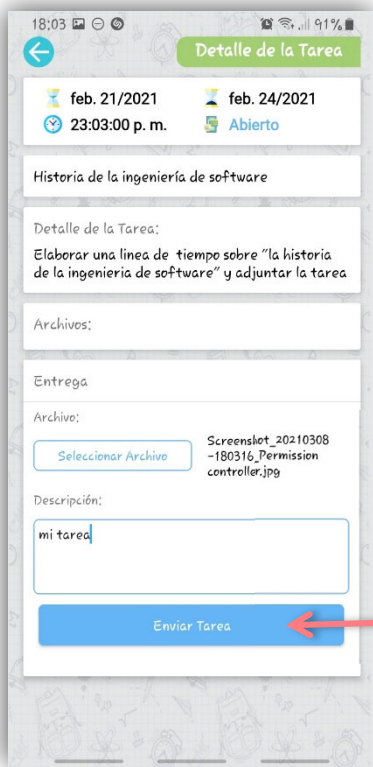 18:03 91%
Detalle de la Tarea
feb. 21/2021 feb. 24/2021
23:03:00 p. m. Abierto
Historia de la ingeniería de software
Detalle de la Tarea:
Elaborar una linea de tiempo sobre "la historia
de la ingenieria de software" y adjuntar la tarea
Archivos:
Entrega
Archivo:
Seleccionar Archivo
Screenshot_20210308
-180316_Permission
controller.jpg
Descripción:
mi tarea
Enviar Tarea